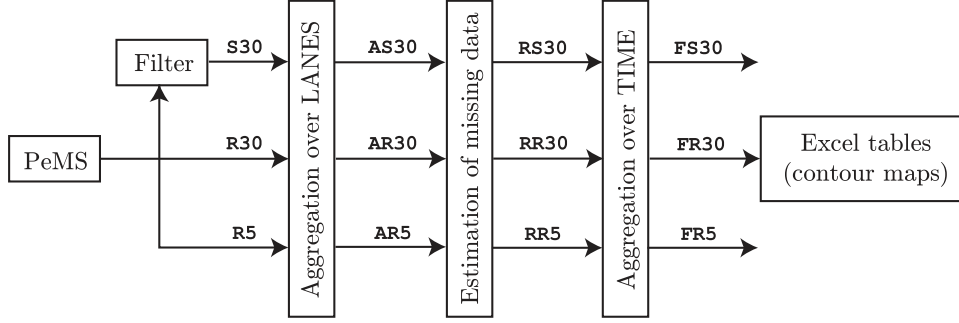 S30
AS30
RS30
FS30
Filter
Aggregation over LANES
Estimation of missing data
Aggregation over TIME
R30
AR30
RR30
FR30
PeMS
Excel tables
(contour maps)
R5
AR5
RR5
FR5